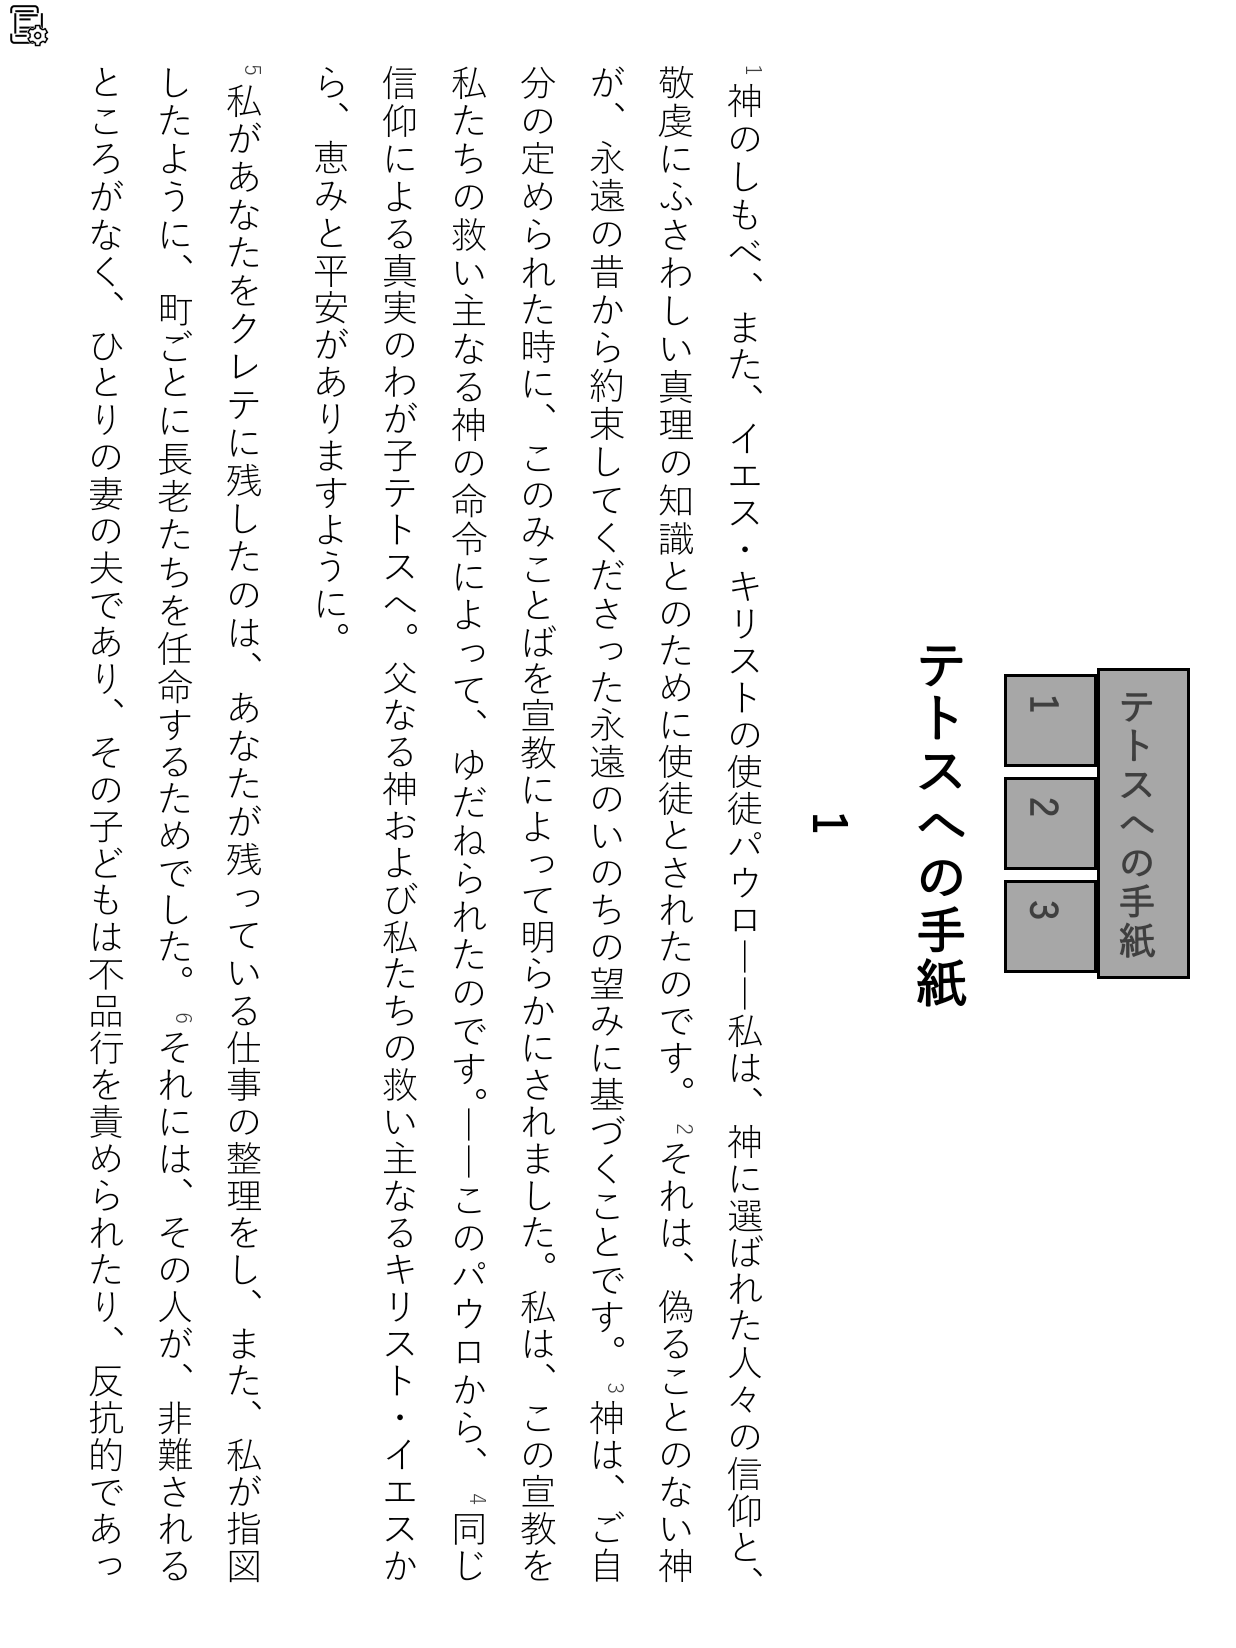 テトスへの手紙
1
2
3
テトスへの手紙
1
1 神のしもべ、また、イエス・キリストの使徒パウロ――私は、神に選ばれた人々の信仰と、
敬虔にふさわしい真理の知識とのために使徒とされたのです。 2 それは、偽ることのない神
が、永遠の昔から約束してくださった永遠のいのちの望みに基づくことです。 3 神は、ご自
分の定められた時に、このみことばを宣教によって明らかにされました。私は、この宣教を
私たちの救い主なる神の命令によって、ゆだねられたのです。――このパウロから、 4 同じ
信仰による真実のわが子テトスへ。父なる神および私たちの救い主なるキリスト・イエスか
ら、恵みと平安がありますように。
5 私があなたをクレテに残したのは、あなたが残っている仕事の整理をし、また、私が指図
したように、町ごとに長老たちを任命するためでした。 6 それには、その人が、非難される
ところがなく、ひとりの妻の夫であり、その子どもは不品行を責められたり、反抗的であっ